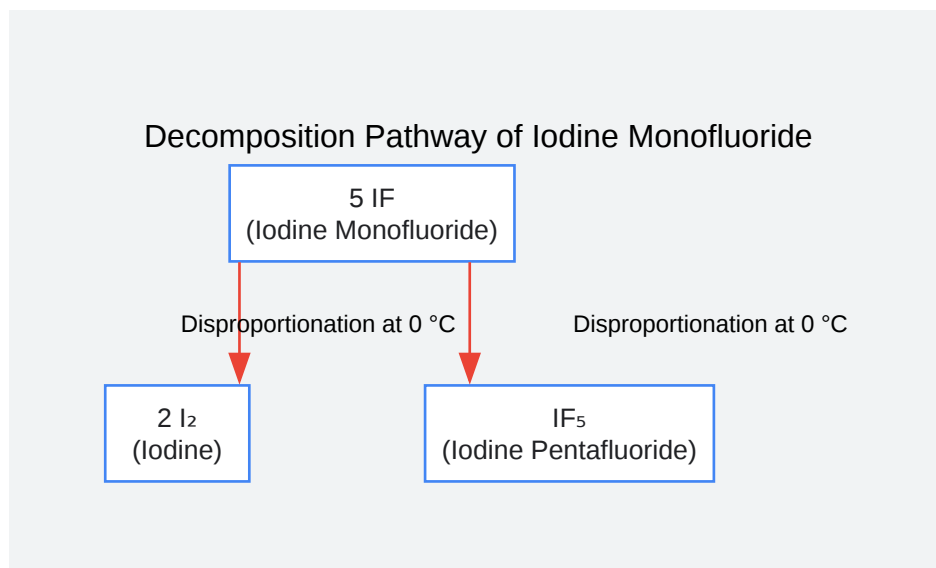 Decomposition Pathway of Iodine Monofluoride
5 IF
(Iodine Monofluoride)
Disproportionation at 0 °C
Disproportionation at 0 °C
2 I₂
(Iodine)
IF₅
(Iodine Pentafluoride)